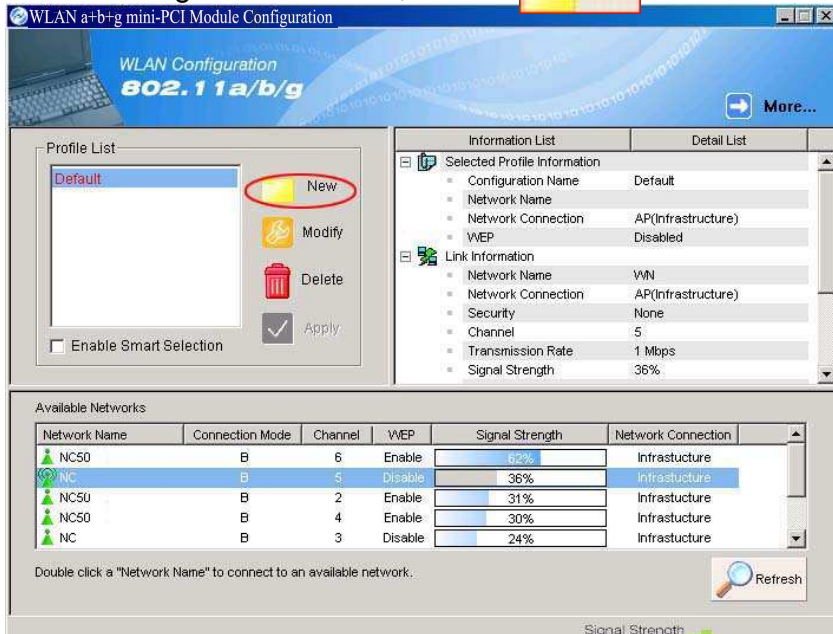 WLAN a+b+g mini-PCI Module Configuration
WLAN Configuration
802.11a/b/g
More...
Profile List
Default
New
Modify
Delete
Apply
Enable Smart Selection
Information List Detail List
Selected Profile Information
Configuration Name Default
Network Name
Network Connection AP(Infrastructure)
WEP Disabled
Link Information
Network Name WN
Network Connection AP(Infrastructure)
Security None
Channel 5
Transmission Rate 1 Mbps
Signal Strength 36%
Available Networks
Network Name Connection Mode Channel WEP Signal Strength Network Connection
NC50 B 6 Enable 62% Infrastucture
NC B 5 Disable 36% Infrastucture
NC50 B 2 Enable 31% Infrastucture
NC50 B 4 Enable 30% Infrastucture
NC B 3 Disable 24% Infrastucture
Double click a "Network Name" to connect to an available network.
Refresh
Signal Strength